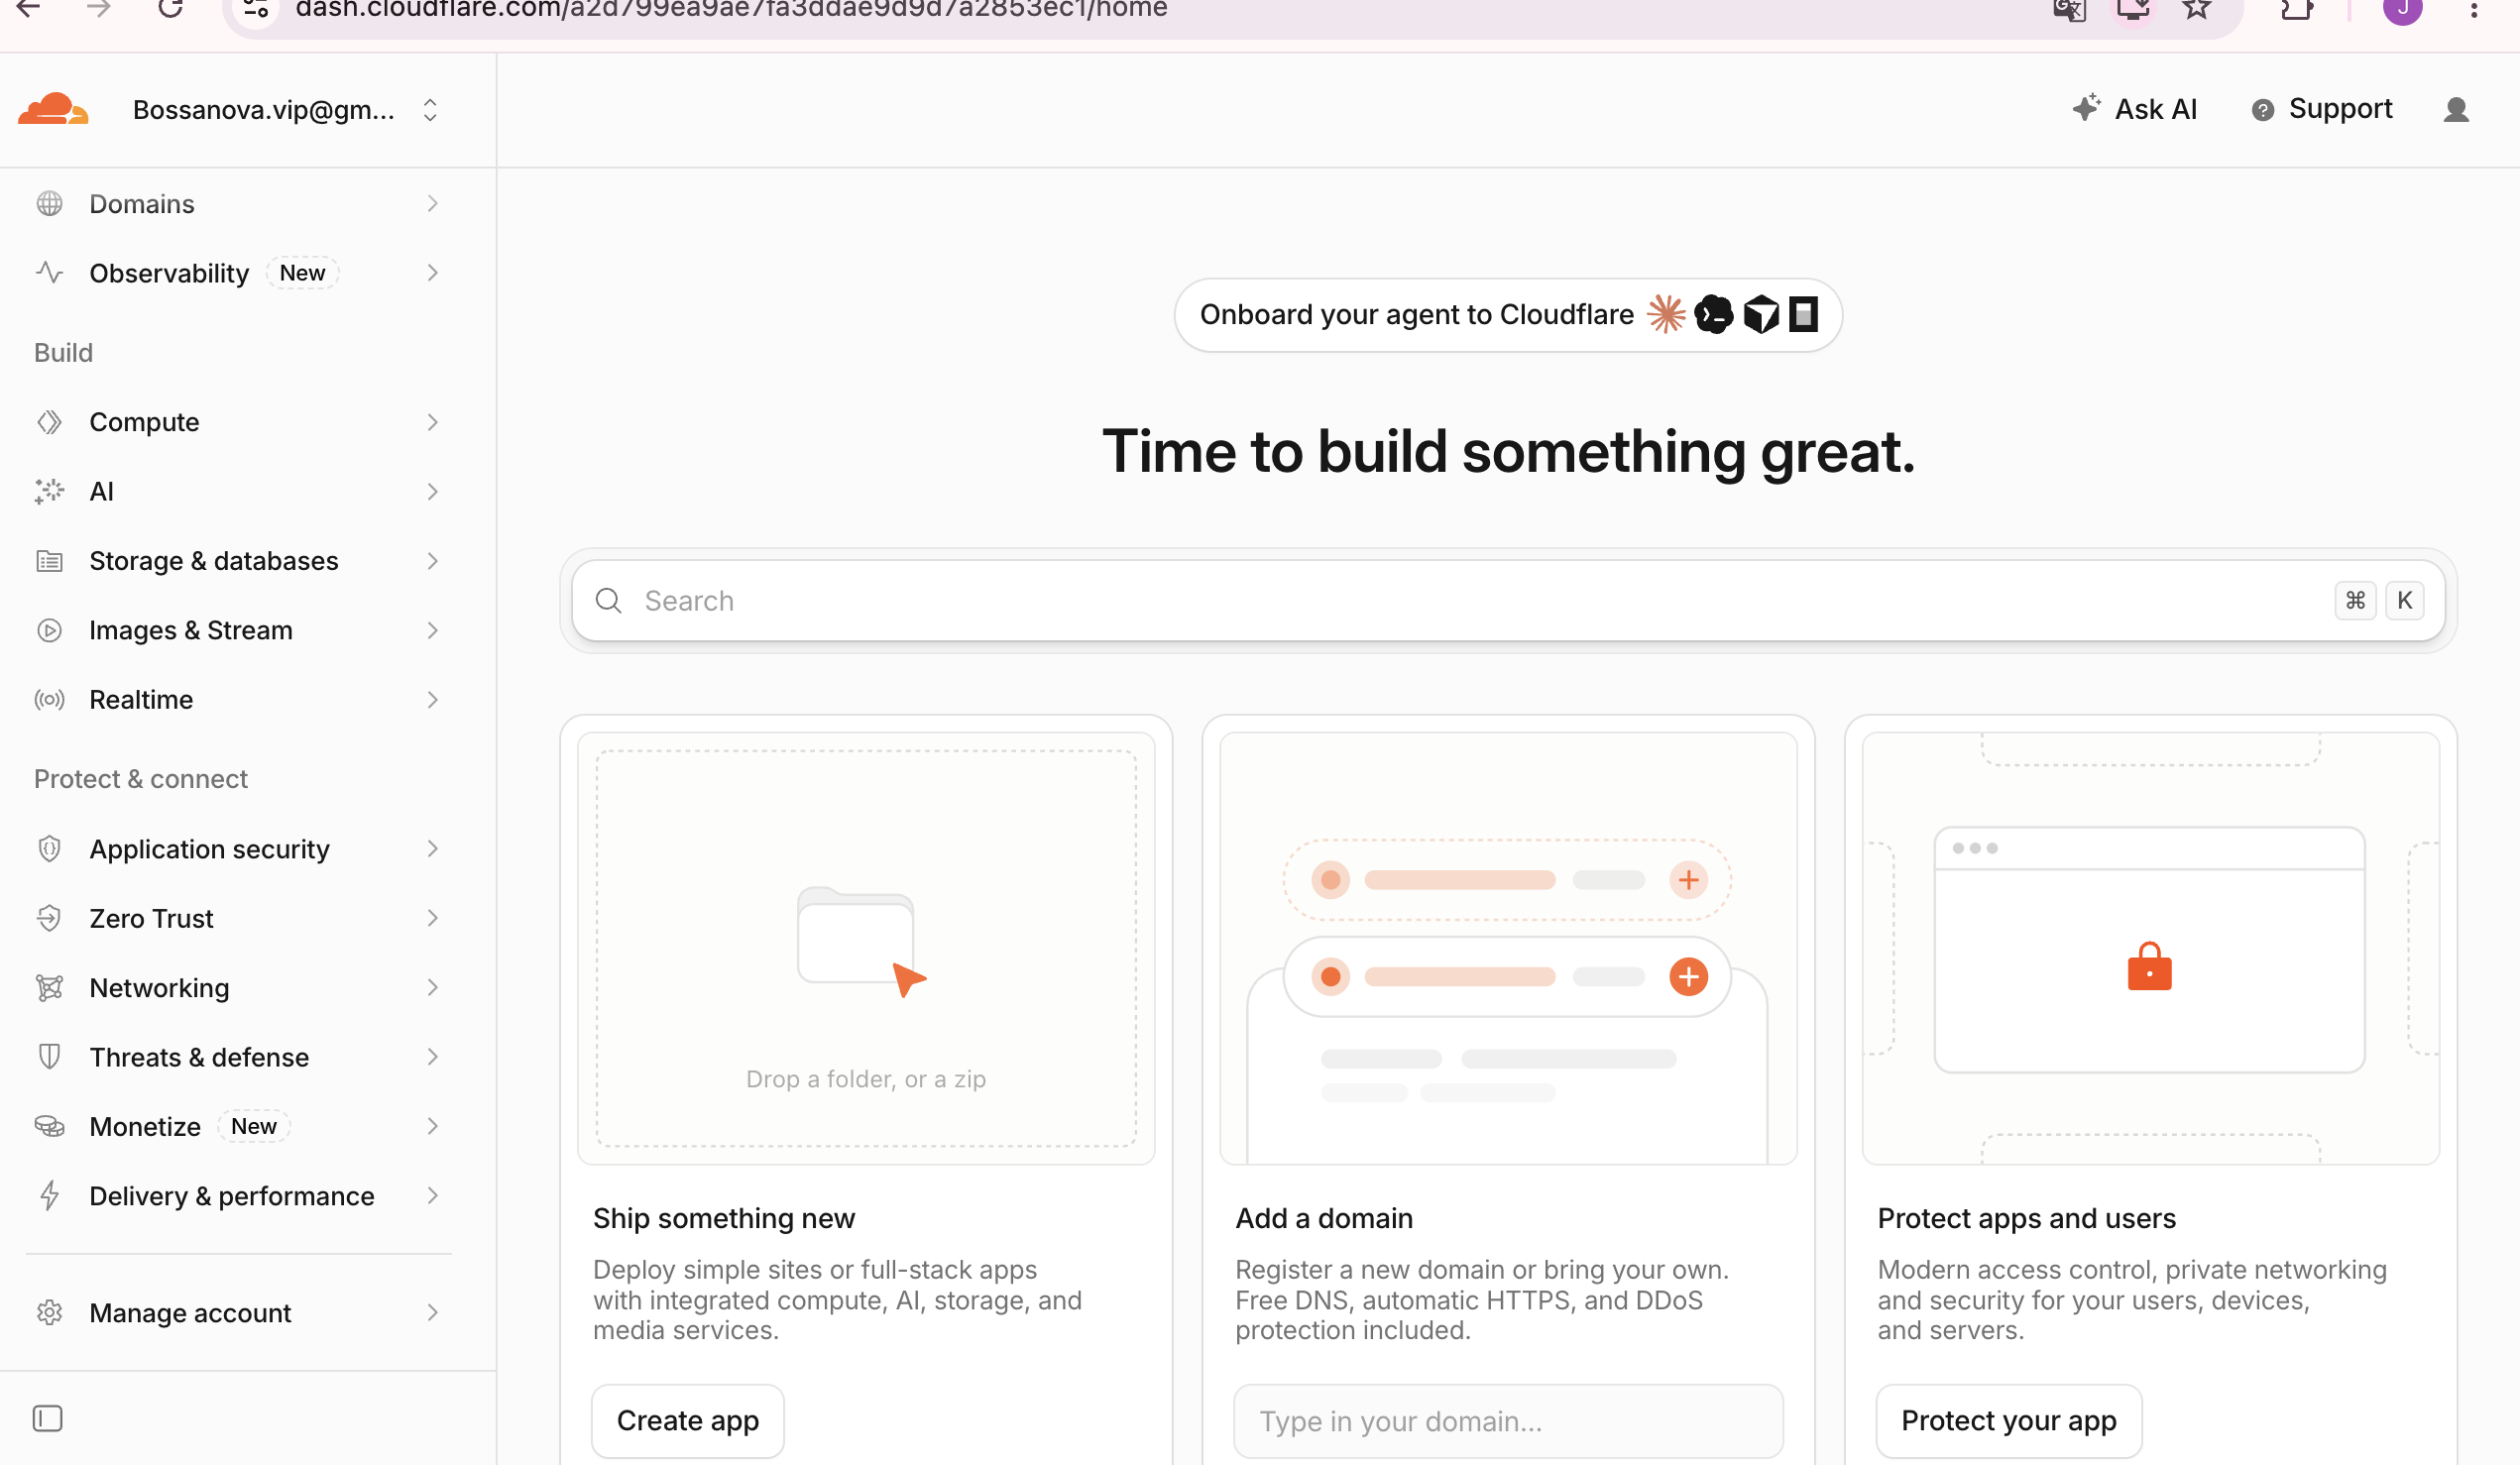 dash.cloudflare.com/a2d799ea9ae7fa3ddae9d9d7a2853ec1/home
J
Bossanova.vip@gm...
Ask AI
Support
Domains
Observability New
Build
Compute
AI
Storage & databases
Images & Stream
Realtime
Protect & connect
Application security
Zero Trust
Networking
Threats & defense
Monetize New
Delivery & performance
Manage account
Onboard your agent to Cloudflare
Time to build something great.
Search
⌘ K
Drop a folder, or a zip
Ship something new
Deploy simple sites or full-stack apps
with integrated compute, AI, storage, and
media services.
Create app
Add a domain
Register a new domain or bring your own.
Free DNS, automatic HTTPS, and DDoS
protection included.
Type in your domain...
Protect apps and users
Modern access control, private networking
and security for your users, devices,
and servers.
Protect your app